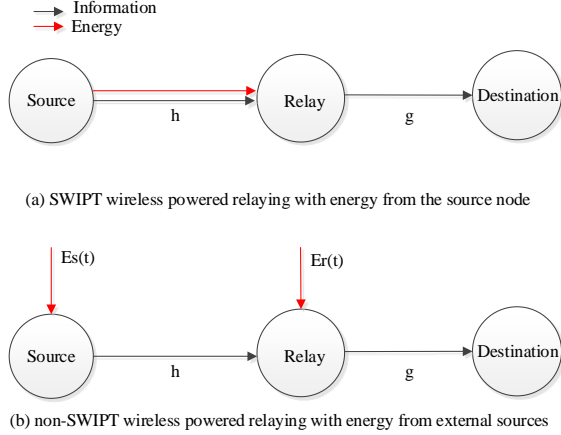 Information
Energy
Source
Relay
Destination
h
g
(a) SWIPT wireless powered relaying with energy from the source node
Es(t)
Er(t)
Source
Relay
Destination
h
g
(b) non-SWIPT wireless powered relaying with energy from external sources